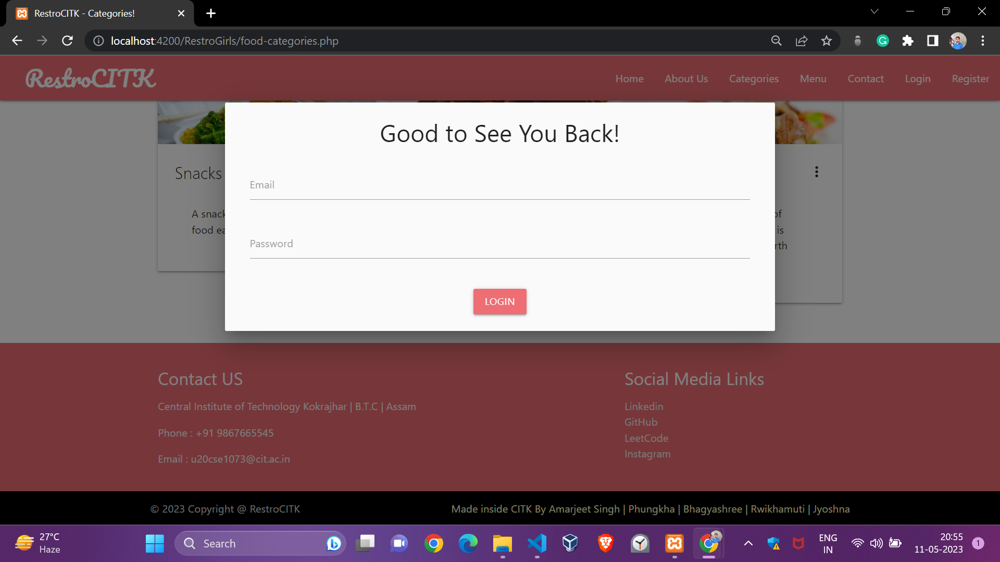 RestroCITK - Categories!
localhost:4200/RestroGirls/food-categories.php
RestroCITK
Home About Us Categories Menu Contact Login Register
Good to See You Back!
Email
Password
LOGIN
Snacks
A snack
food ea
of
is
rth
Contact US
Central Institute of Technology Kokrajhar | B.T.C | Assam
Phone : +91 9867665545
Email : u20cse1073@cit.ac.in
Social Media Links
Linkedin
GitHub
LeetCode
Instagram
© 2023 Copyright @ RestroCITK
Made inside CITK By Amarjeet Singh | Phungkha | Bhagyashree | Rwikhamuti | Jyoshna
27°C
Haze
Search
ENG
IN
20:55
11-05-2023
1